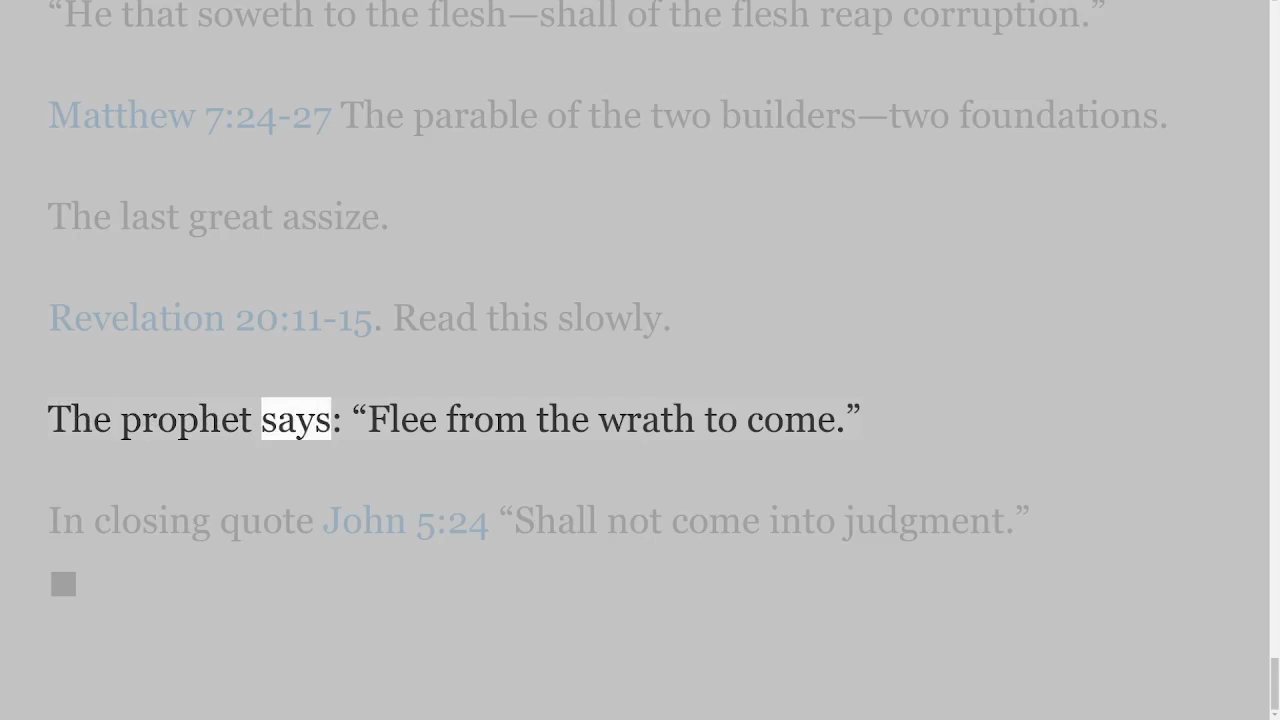 “He that soweth to the flesh—shall of the flesh reap corruption.”
Matthew 7:24-27 The parable of the two builders—two foundations.
The last great assize.
Revelation 20:11-15. Read this slowly.
The prophet says: “Flee from the wrath to come.”
In closing quote John 5:24 “Shall not come into judgment.”
■